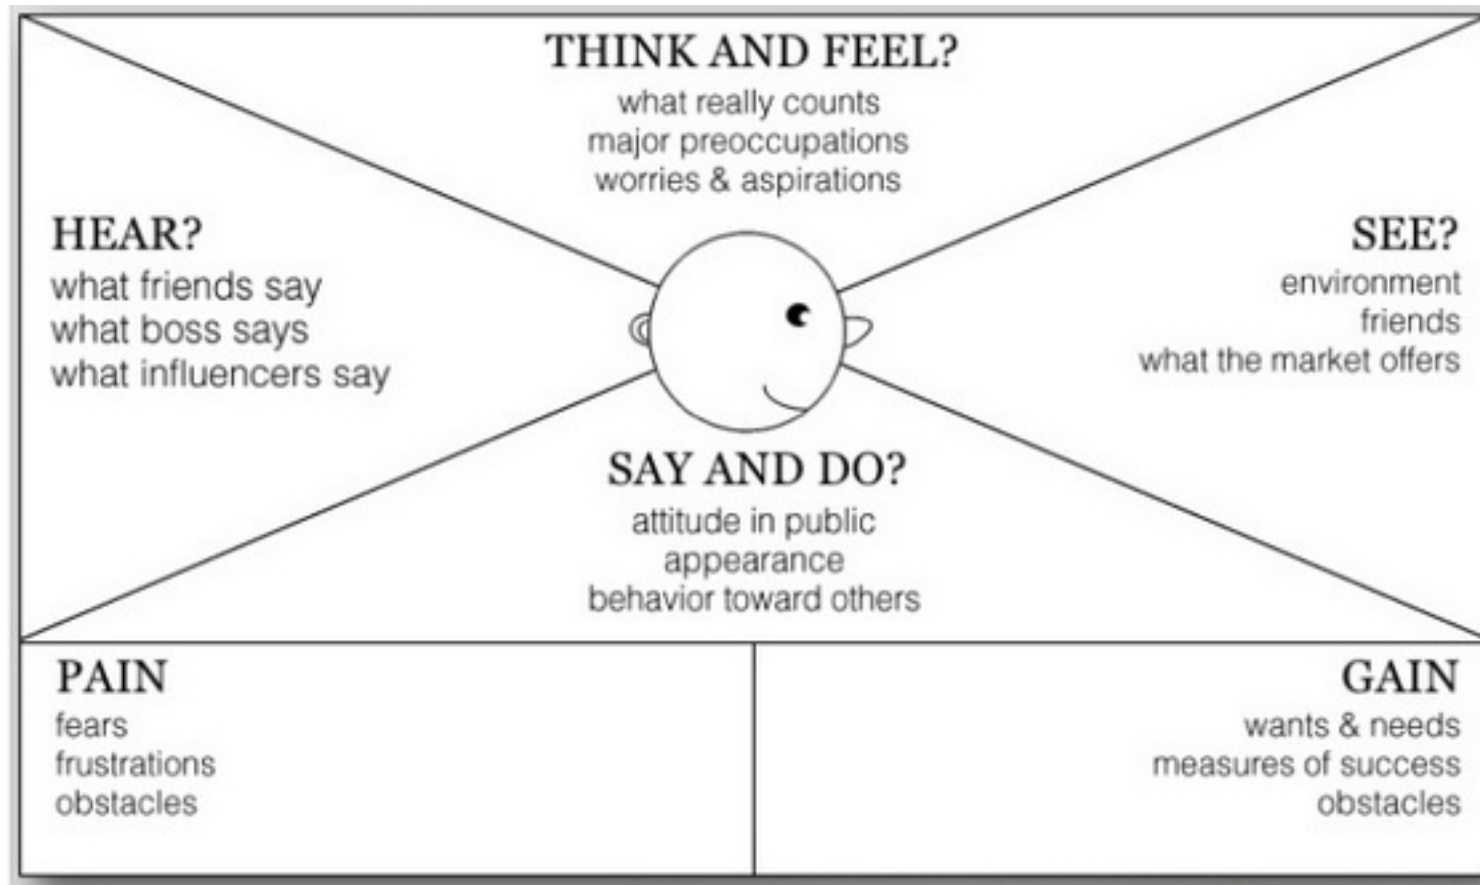 THINK AND FEEL?
what really counts
major preoccupations
worries & aspirations
HEAR?
what friends say
what boss says
what influencers say
SEE?
environment
friends
what the market offers
SAY AND DO?
attitude in public
appearance
behavior toward others
PAIN
fears
frustrations
obstacles
GAIN
wants & needs
measures of success
obstacles